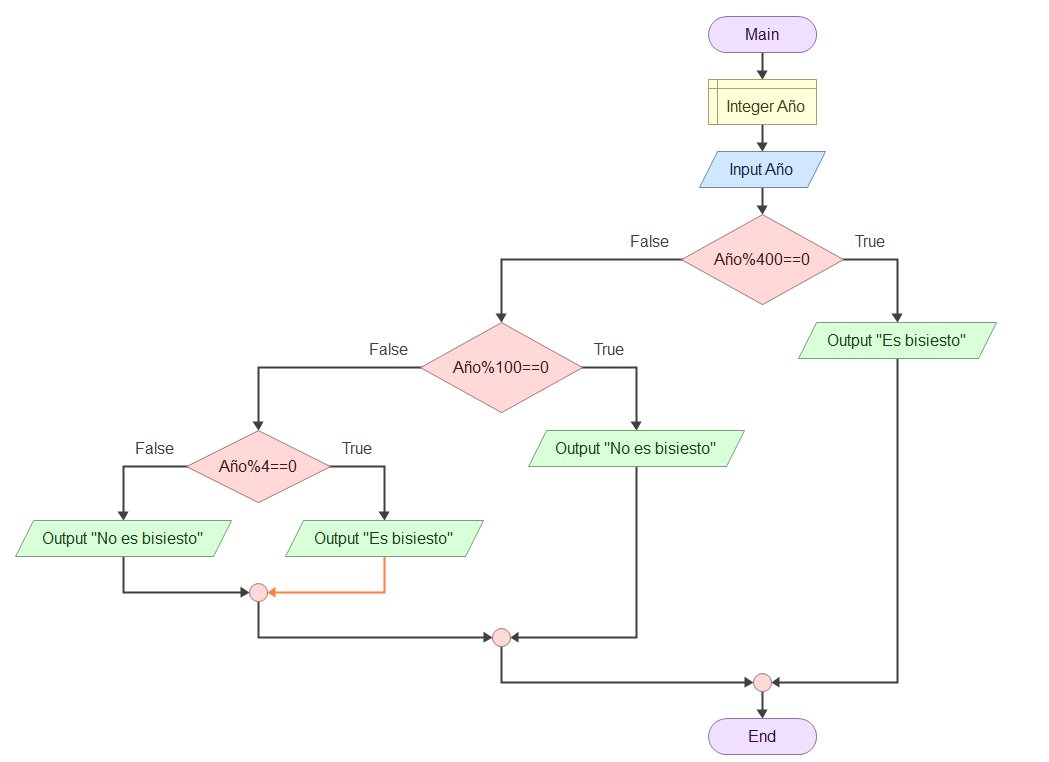 Main
Integer Año
Input Año
False
True
Año%400==0
Output "Es bisiesto"
False
True
Año%100==0
Output "No es bisiesto"
False
True
Año%4==0
Output "No es bisiesto"
Output "Es bisiesto"
End